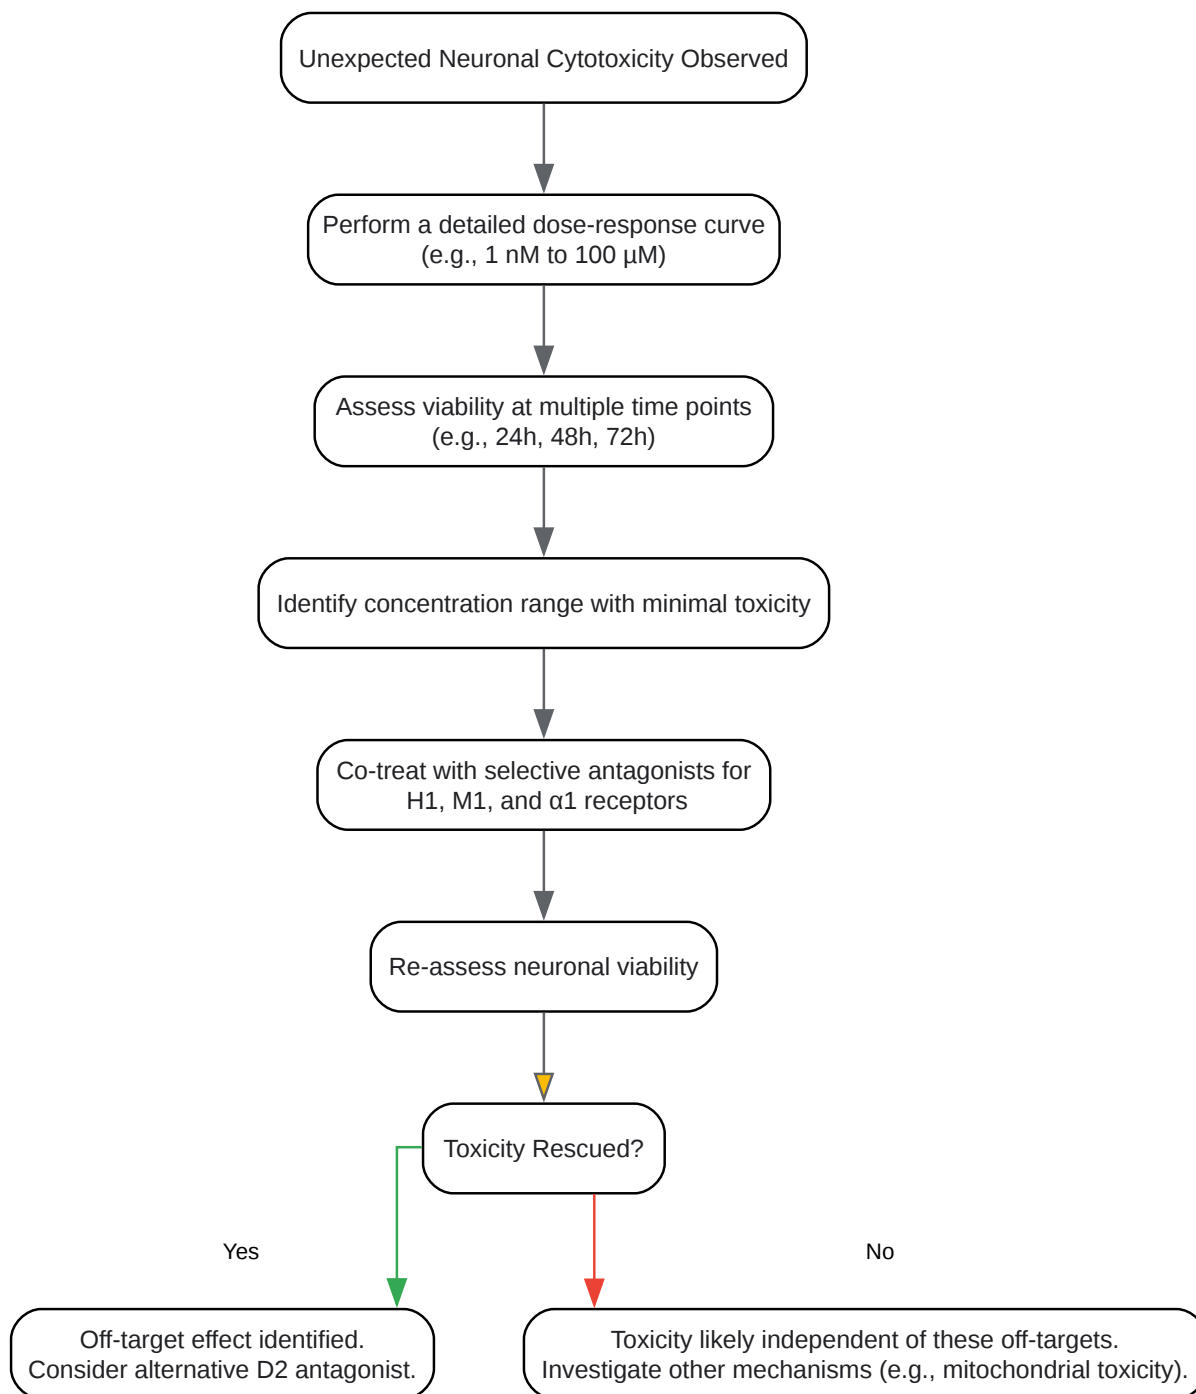 Unexpected Neuronal Cytotoxicity Observed
Perform a detailed dose-response curve
(e.g., 1 nM to 100 µM)
Assess viability at multiple time points
(e.g., 24h, 48h, 72h)
Identify concentration range with minimal toxicity
Co-treat with selective antagonists for
H1, M1, and α1 receptors
Re-assess neuronal viability
Toxicity Rescued?
Yes
No
Off-target effect identified.
Consider alternative D2 antagonist.
Toxicity likely independent of these off-targets.
Investigate other mechanisms (e.g., mitochondrial toxicity).